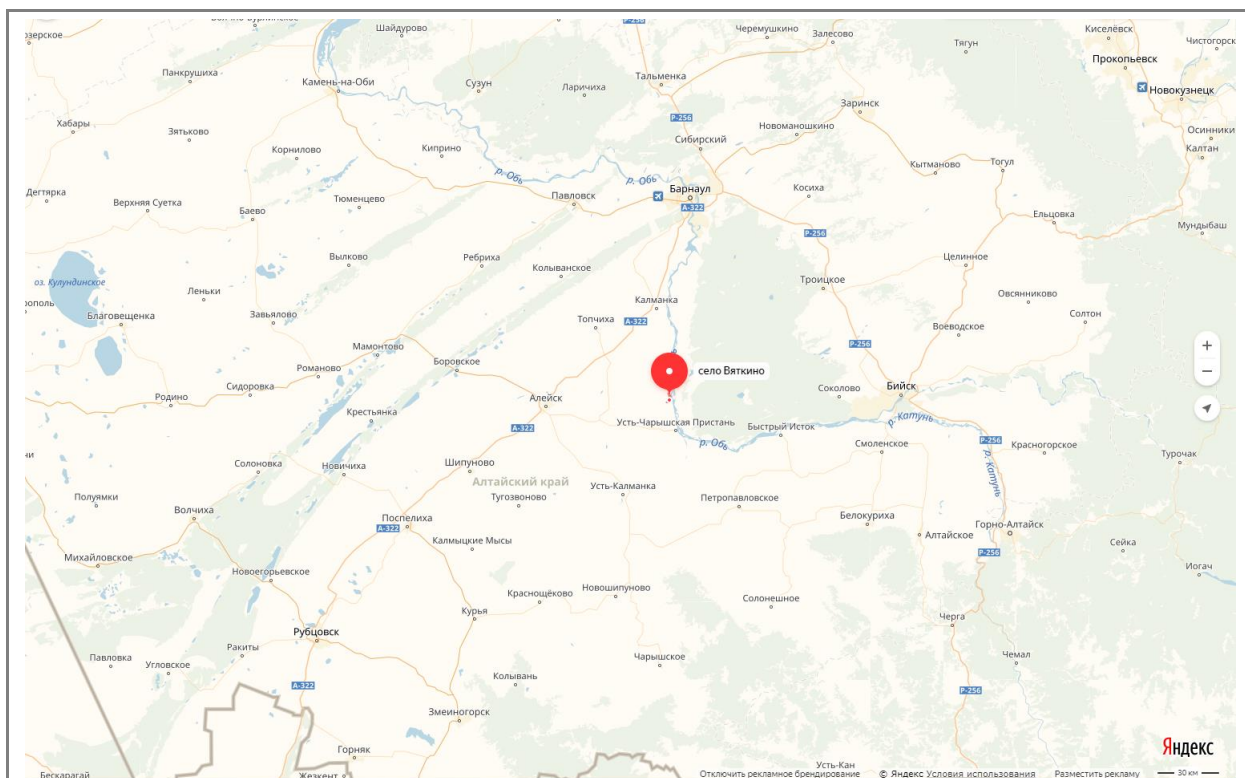 Шайдурово
Черемушкино
Залесово
Киселёвск
Тягун
Чистогорск
Прокопьевск
Панкрушиха
Камень-на-Оби
Сузун
Ларичиха
Тальменка
Новокузнецк
Заринск
Хабары
Зятьково
Р-256
Новоманошкино
Осинники
Корнилово
Киприно
Сибирский
Калтан
Кытманово
Тогул
р. Обь
р. Обь
Дегтярка
Верхняя Суетка
Баево
Тюменцево
Павловск
Барнаул
Косиха
А-322
Ельцовка
Мундыбаш
Р-256
Вылково
Ребриха
Колыванское
Целинное
оз. Кулундинское
Троицкое
Леньки
Овсянниково
Калманка
Благовещенка
Завьялово
Топчиха
А-322
Воеводское
Солтон
Мамонтово
Р-256
Боровское
Романово
село Вяткино
Сидоровка
Соколово
Бийск
Родино
Алейск
Крестьянка
р. Катунь
А-322
Усть-Чарышская Пристань
Быстрый Исток
р. Обь
Смоленское
Р-256
Красногорское
Турочак
Солоновка
Новичиха
Шипуново
р. Катунь
Алтайский край
Усть-Калманка
Полуямки
Тугозвоново
Петропавловское
Волчиха
Поспелиха
Белокуриха
А-322
Горно-Алтайск
Алтайское
Калмыцкие Мысы
Сейка
Михайловское
Р-256
Иогач
Новоегорьевское
Краснощёково
Новошипуново
Солонешное
Курья
Черга
Рубцовск
Ракиты
Павловка
Угловское
Чарышское
Чемал
Колывань
А-322
Р-256
Змеиногорск
Горняк
Яндекс
Усть-Кан
Бескарагай
Жезкент
Отключить рекламное брендирование
© Яндекс Условия использования
Разместить рекламу
30 км